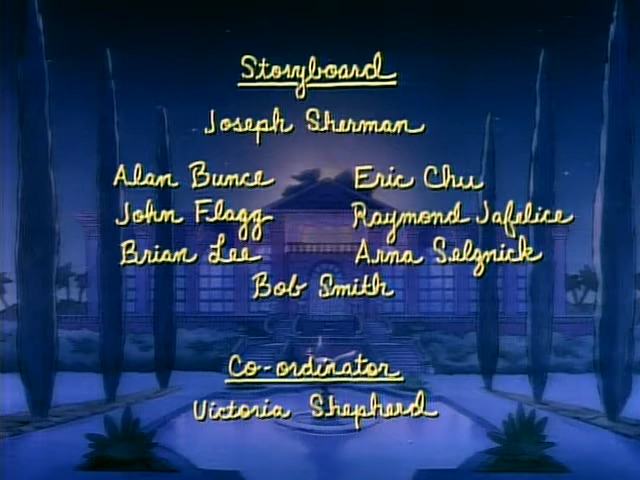 Storyboard
Joseph Sherman
Alan Bunce Eric Chu
John Flagg Raymond Jafelice
Brian Lee Arna Selznick
Bob Smith
Co-ordinator
Victoria Shepherd